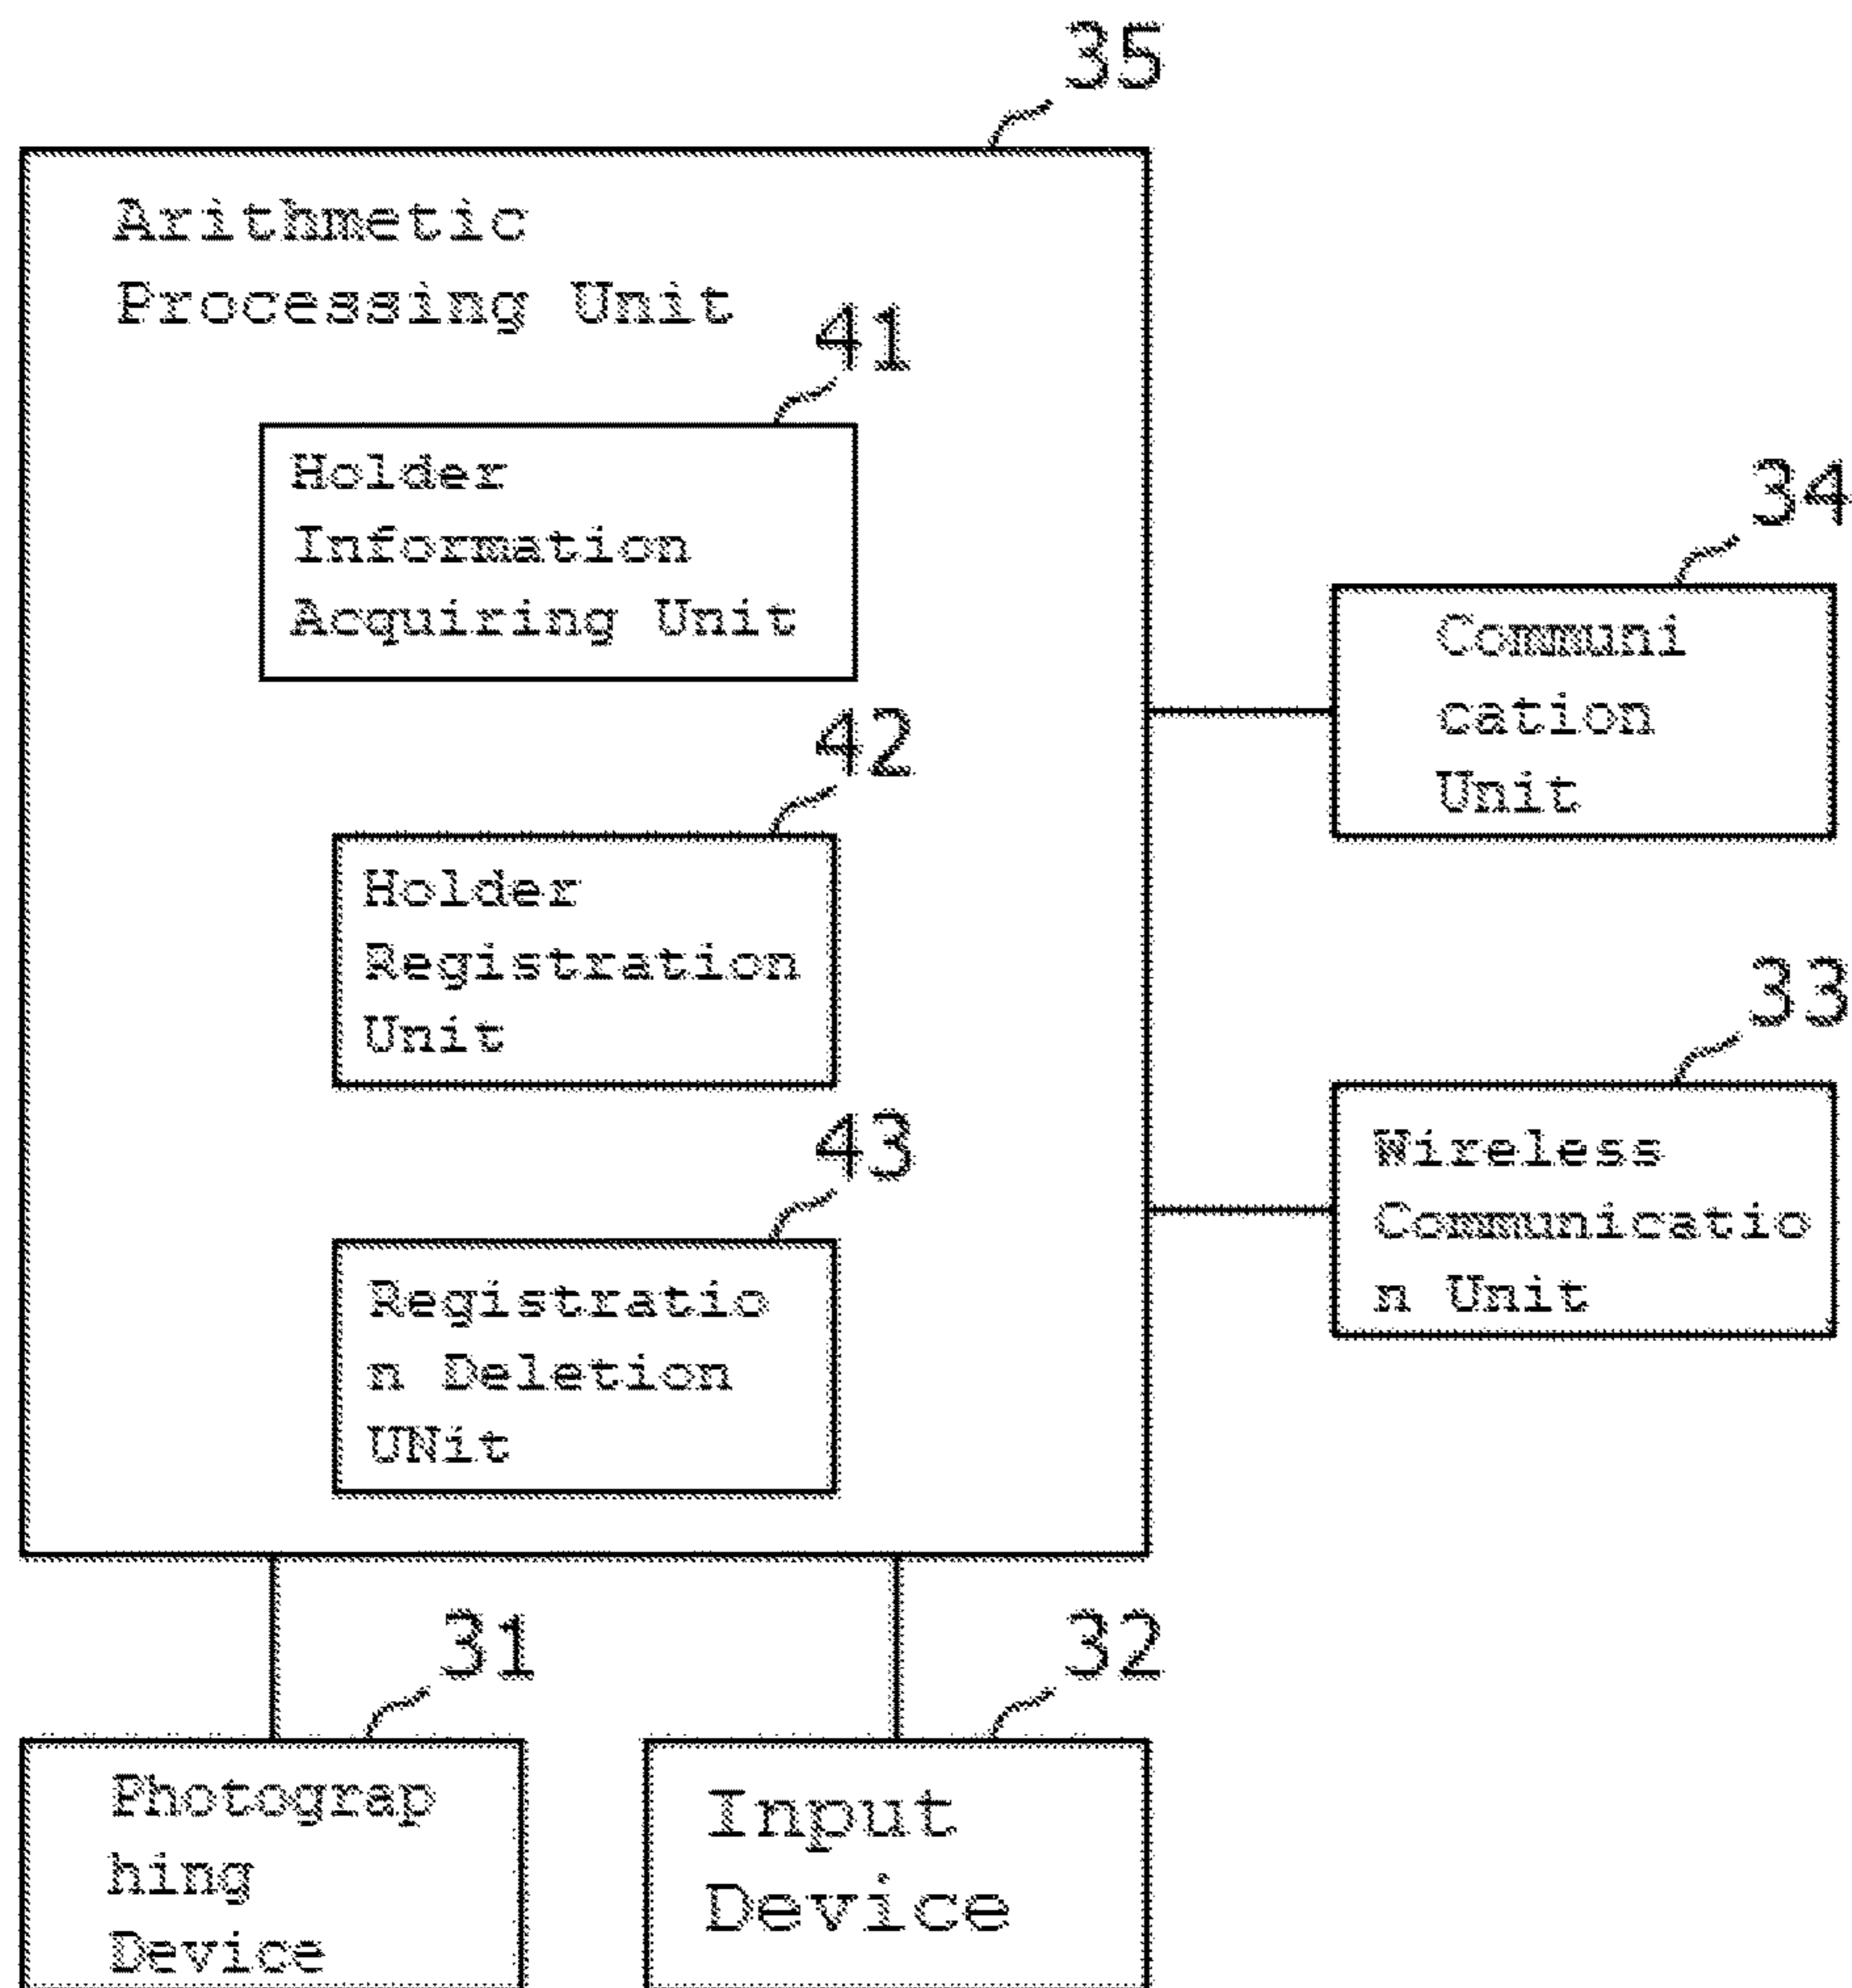 35
Arithmetic
Processing Unit
41
Holder
Information
Acquiring Unit
34
Communi
cation
Unit
42
Holder
Registration
Unit
33
Wireless
Communicatio
n Unit
43
Registratio
n Deletion
UNit
31
Photograp
hing
Device
32
Input
Device